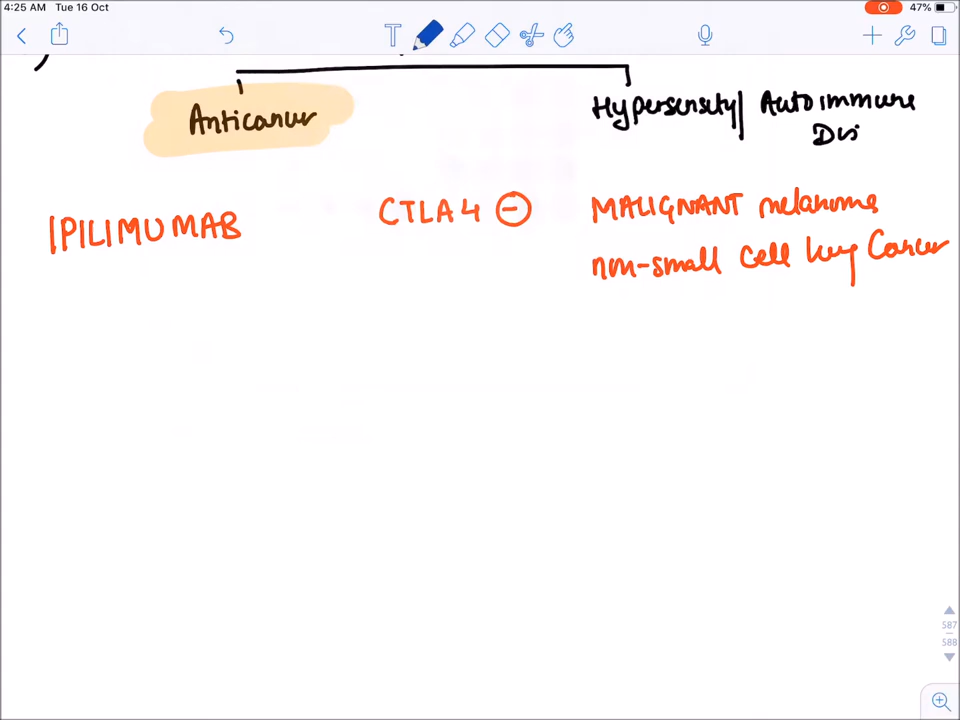 4:25 AM Tue 16 Oct
47%
T
Anticancer
Hypersensity | Autoimmune
Dis
IPILIMUMAB
CTLA4 ⊖
MALIGNANT melanoma
non-small cell lung Cancer
587
588